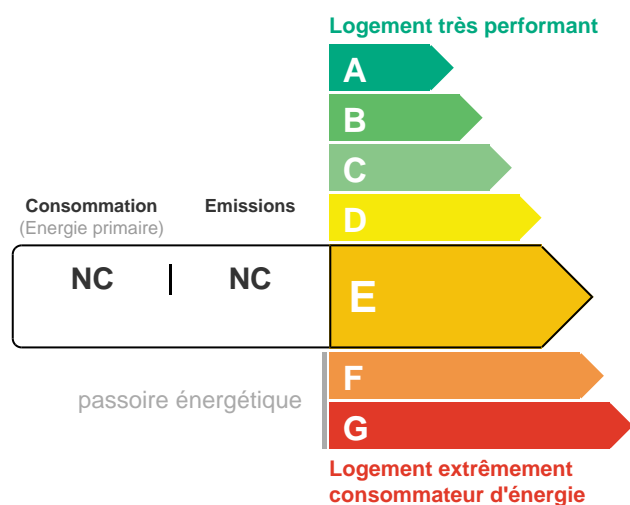 Logement très performant
A
B
C
D
Consommation Emissions
(Energie primaire)
NC | NC
E
F
passoire énergétique
G
Logement extrêmement
consommateur d'énergie